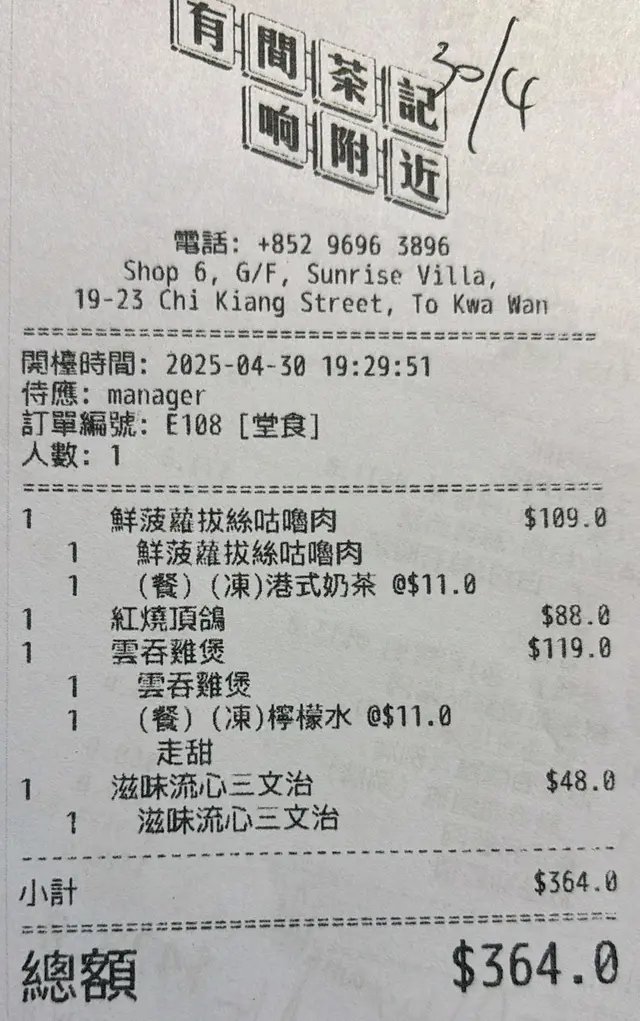 有間茶記
30/4
响附近
電話: +852 9696 3896
Shop 6, G/F, Sunrise Villa,
19-23 Chi Kiang Street, To Kwa Wan
開檯時間: 2025-04-30 19:29:51
侍應: manager
訂單編號: E108 [堂食]
人數: 1
1 鮮菠蘿拔絲咕嚕肉 $109.0
1 鮮菠蘿拔絲咕嚕肉
1 (餐) (凍)港式奶茶 @$11.0
1 紅燒頂鴿 $88.0
1 雲吞雞煲 $119.0
1 雲吞雞煲
1 (餐) (凍)檸檬水 @$11.0
走甜
1 滋味流心三文治 $48.0
1 滋味流心三文治
小計 $364.0
總額 $364.0